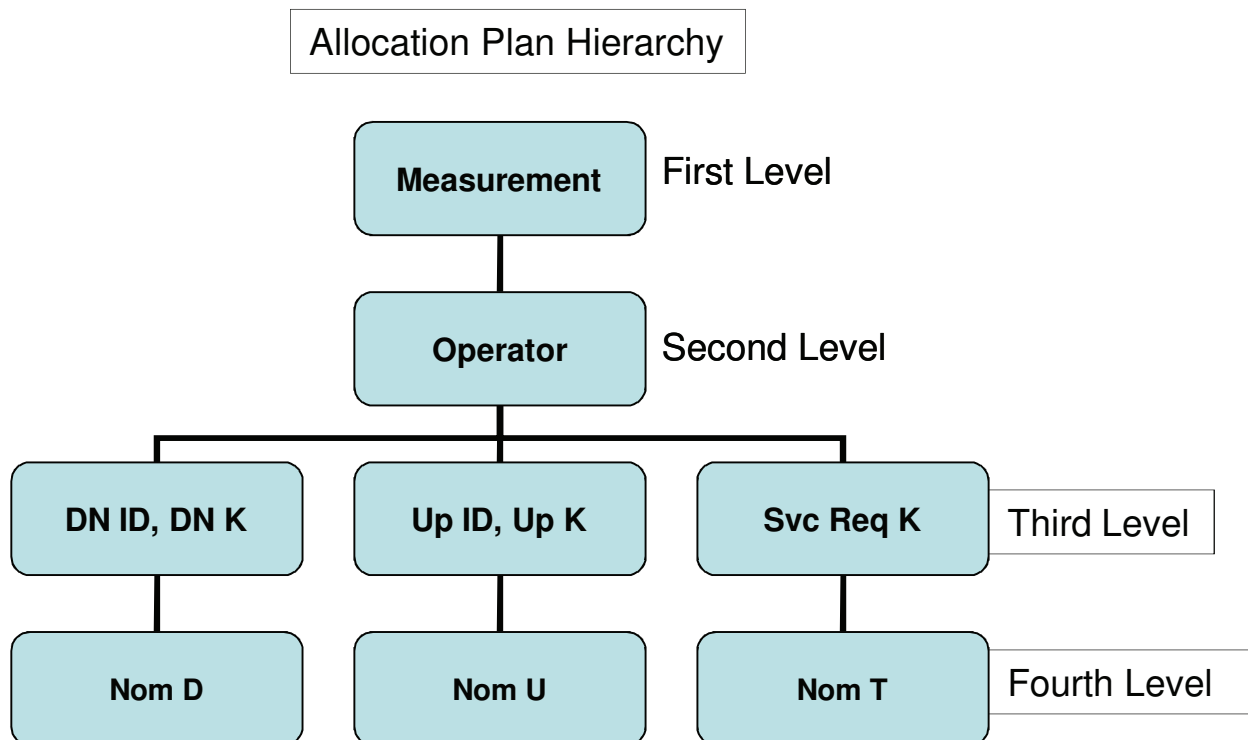 Allocation Plan Hierarchy
Measurement
First Level
Operator
Second Level
DN ID, DN K
Up ID, Up K
Svc Req K
Third Level
Nom D
Nom U
Nom T
Fourth Level